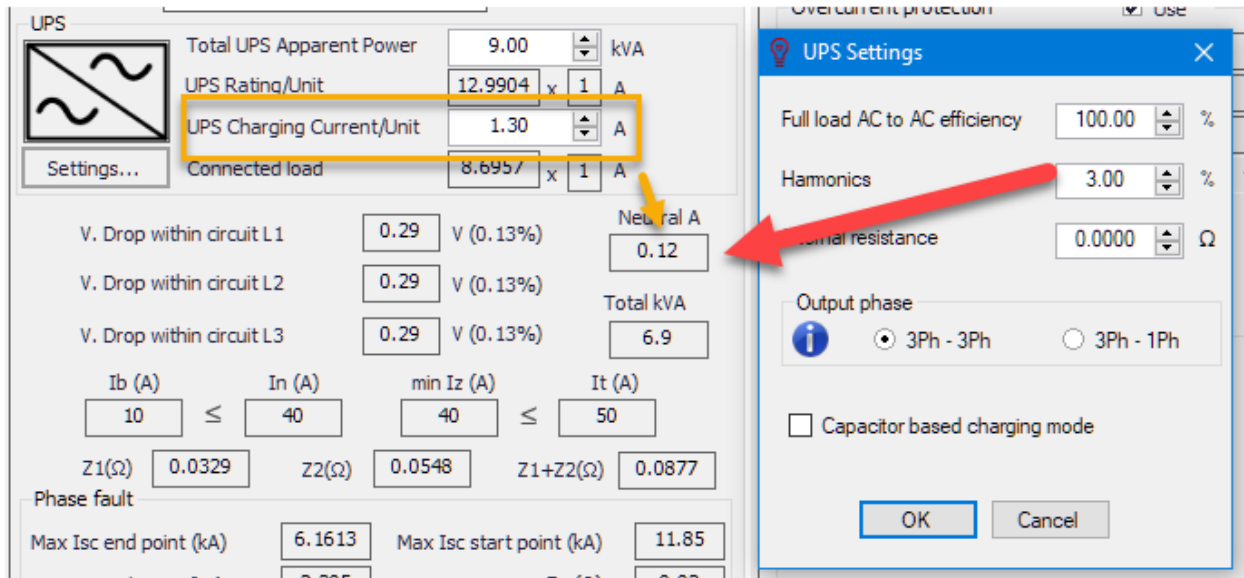 UPS
Total UPS Apparent Power 9.00 kVA
UPS Rating/Unit 12.9904 x 1 A
UPS Charging Current/Unit 1.30 A
Settings... Connected load 8.6957 x 1 A
Neutral A
V. Drop within circuit L1 0.29 V (0.13%)
0.12
V. Drop within circuit L2 0.29 V (0.13%)
Total kVA
V. Drop within circuit L3 0.29 V (0.13%) 6.9
Ib (A) In (A) min Iz (A) It (A)
10 ≤ 40 40 ≤ 50
Z1(Ω) 0.0329 Z2(Ω) 0.0548 Z1+Z2(Ω) 0.0877
Phase fault
Max Isc end point (kA) 6.1613 Max Isc start point (kA) 11.85
Overcurrent protection Use
UPS Settings
Full load AC to AC efficiency 100.00 %
Harmonics 3.00 %
resistance 0.0000 Ω
Output phase
3Ph - 3Ph 3Ph - 1Ph
Capacitor based charging mode
OK Cancel